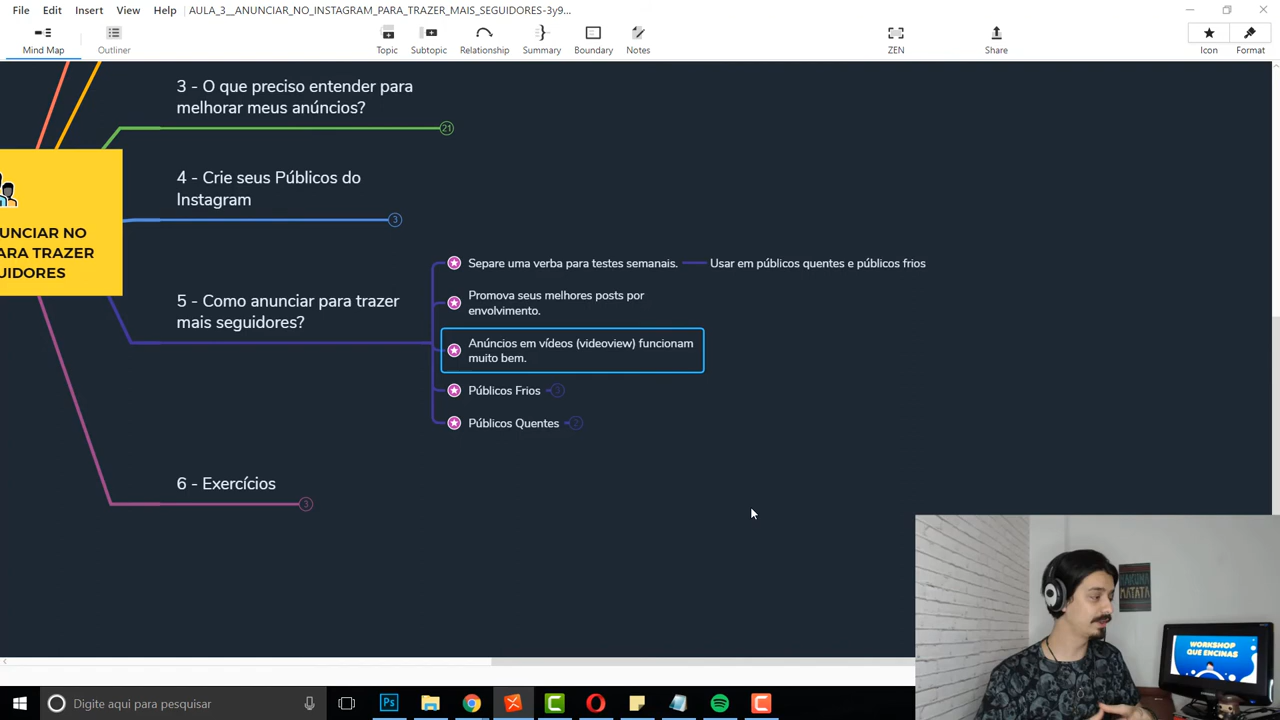 File Edit Insert View Help AULA_3__ANUNCIAR_NO_INSTAGRAM_PARA_TRAZER_MAIS_SEGUIDORES-3y9...
Mind Map Outliner Topic Subtopic Relationship Summary Boundary Notes ZEN Share Icon Format
3 - O que preciso entender para
melhorar meus anúncios?
21
4 - Crie seus Públicos do
Instagram
3
UNCIAR NO
ARA TRAZER
UIDORES
5 - Como anunciar para trazer
mais seguidores?
Separe uma verba para testes semanais. Usar em públicos quentes e públicos frios
Promova seus melhores posts por
envolvimento.
Anúncios em vídeos (videoview) funcionam
muito bem.
Públicos Frios
Públicos Quentes 2
6 - Exercícios
3
HAKUNA
MATATA
WORKSHOP
QUE ENCINAS
Digite aqui para pesquisar
Ps